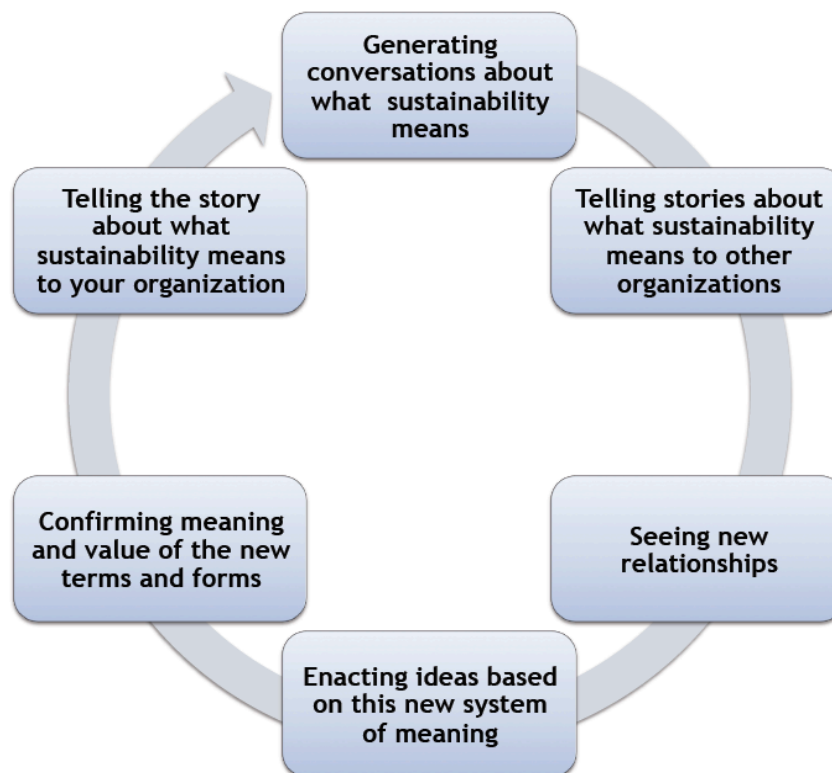 Generating
conversations about
what sustainability
means
Telling stories about
what sustainability
means to other
organizations
Seeing new
relationships
Enacting ideas based
on this new system
of meaning
Confirming meaning
and value of the new
terms and forms
Telling the story
about what
sustainability means
to your organization